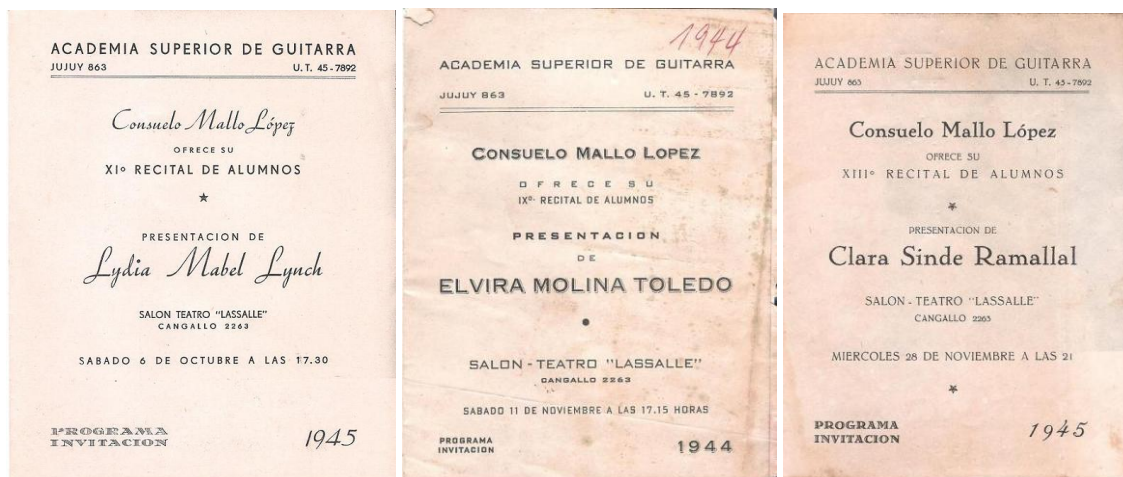 ACADEMIA SUPERIOR DE GUITARRA
JUJUY 863 U. T. 45-7892
Consuelo Mallo López
OFRECE SU
XIº RECITAL DE ALUMNOS
PRESENTACION DE
Lydia Mabel Lynch
SALON TEATRO "LASSALLE"
CANGALLO 2263
SABADO 6 DE OCTUBRE A LAS 17.30
PROGRAMA
INVITACION
1945
1944
ACADEMIA SUPERIOR DE GUITARRA
JUJUY 863 U. T. 45 - 7892
CONSUELO MALLO LOPEZ
OFRECE SU
IXº- RECITAL DE ALUMNOS
PRESENTACION
DE
ELVIRA MOLINA TOLEDO
SALON - TEATRO "LASSALLE"
CANGALLO 2263
SABADO 11 DE NOVIEMBRE A LAS 17.15 HORAS
PROGRAMA
INVITACION
1944
ACADEMIA SUPERIOR DE GUITARRA
JUJUY 863 U. T. 45-7892
Consuelo Mallo López
OFRECE SU
XIIIº RECITAL DE ALUMNOS
PRESENTACION DE
Clara Sinde Ramallal
SALON - TEATRO "LASSALLE"
CANGALLO 2263
MIERCOLES 28 DE NOVIEMBRE A LAS 21
PROGRAMA
INVITACION
1945